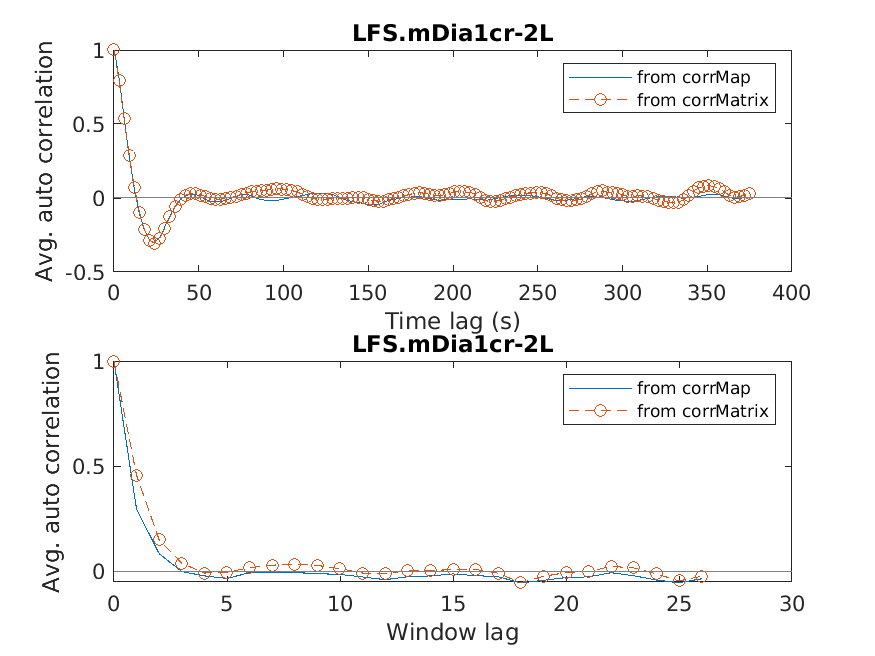 LFS.mDia1cr-2L
1
0.5
0
-0.5
Avg. auto correlation
from corrMap
from corrMatrix
0 50 100 150 200 250 300 350 400
Time lag (s)
LFS.mDia1cr-2L
1
0.5
0
Avg. auto correlation
from corrMap
from corrMatrix
0 5 10 15 20 25 30
Window lag